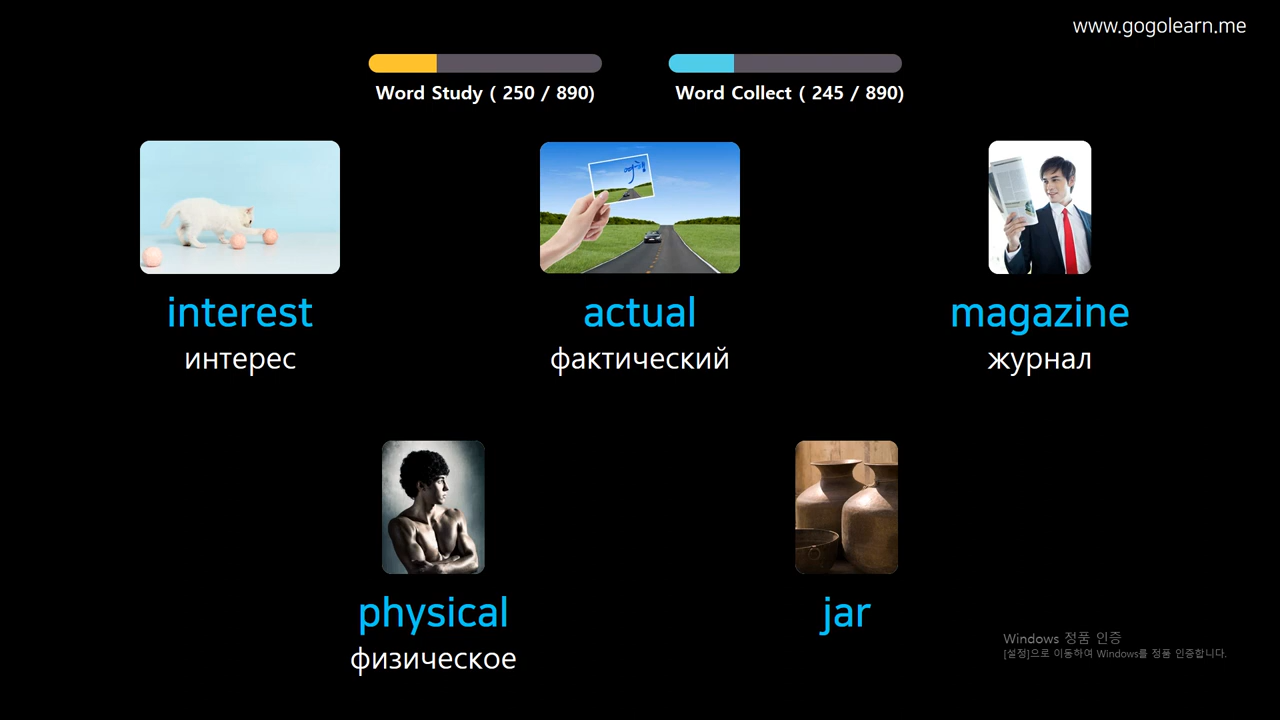 www.gogolearn.me
Word Study ( 250 / 890)
Word Collect ( 245 / 890)
여행
interest
actual
magazine
интерес
фактический
журнал
physical
jar
физическое
Windows 정품 인증
[설정]으로 이동하여 Windows를 정품 인증합니다.